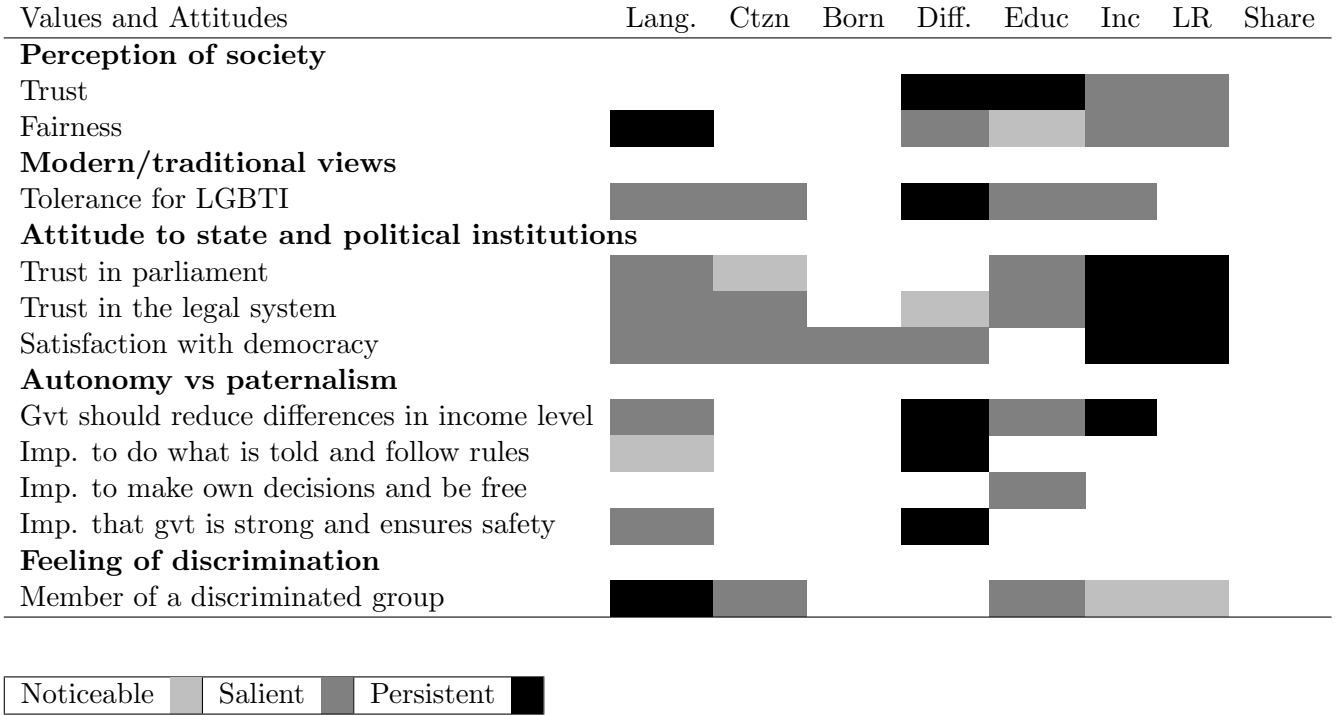 Values and Attitudes Lang. Ctzn Born Diff. Educ Inc LR Share
Perception of society
Trust
Fairness
Modern/traditional views
Tolerance for LGBTI
Attitude to state and political institutions
Trust in parliament
Trust in the legal system
Satisfaction with democracy
Autonomy vs paternalism
Gvt should reduce differences in income level
Imp. to do what is told and follow rules
Imp. to make own decisions and be free
Imp. that gvt is strong and ensures safety
Feeling of discrimination
Member of a discriminated group
Noticeable Salient Persistent